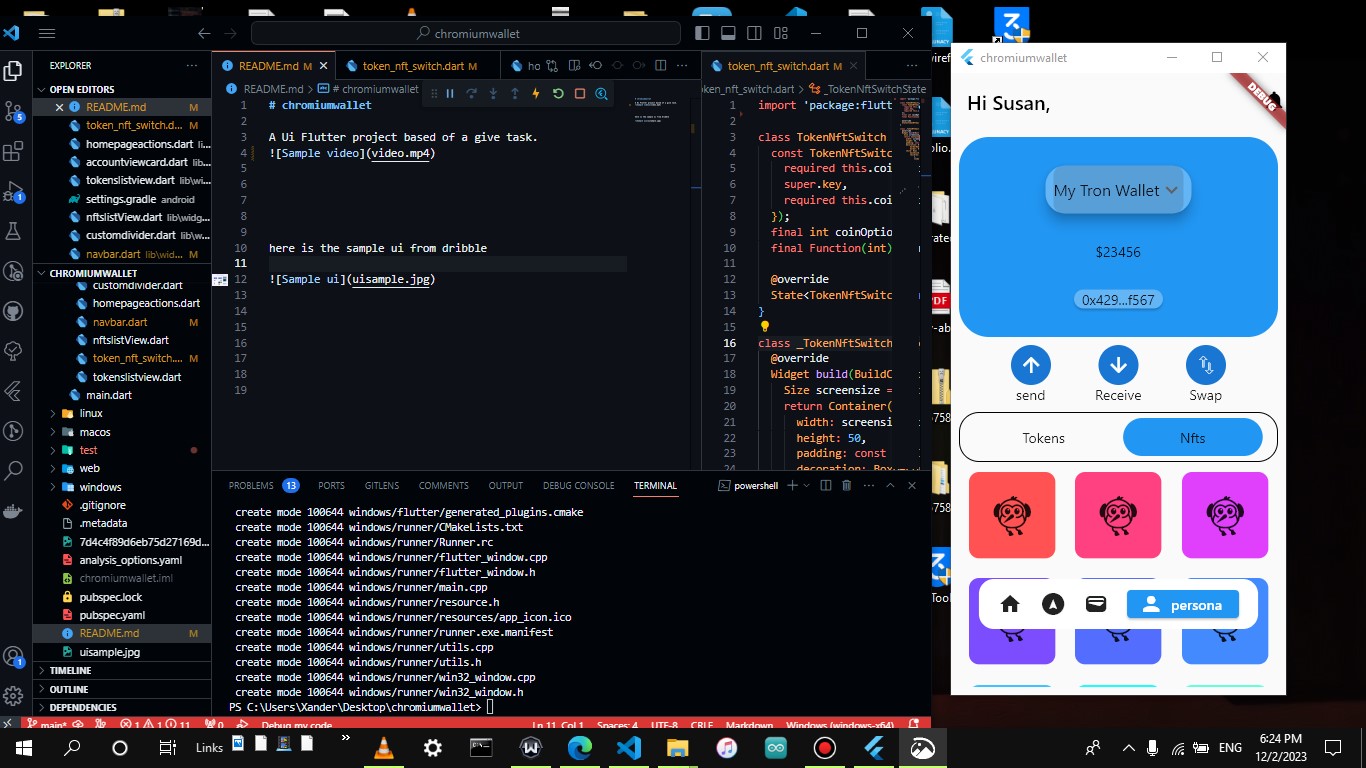 chromiumwallet
EXPLORER
OPEN EDITORS
README.md M
token_nft_switch.d... M
homepageactions.dart li...
accountviewcard.dart lib...
tokenslistview.dart lib\wi...
settings.gradle android
nftslistView.dart lib\widg...
customdivider.dart lib\w...
navbar.dart lib\wid... M
CHROMIUMWALLET
customdivider.dart
homepageactions.dart
navbar.dart M
nftslistView.dart
token_nft_switch.... M
tokenslistview.dart
main.dart
linux
macos
test
web
windows
.gitignore
.metadata
7d4c4f89d6eb75d27169d...
analysis_options.yaml
chromiumwallet.iml
pubspec.lock
pubspec.yaml
README.md M
uisample.jpg
TIMELINE
OUTLINE
DEPENDENCIES
README.md M
token_nft_switch.dart M
ho
README.md > # chromiumwallet
1 # chromiumwallet
2
3 A Ui Flutter project based of a give task.
4 ![Sample video](video.mp4)
5
6
7
8
9
10 here is the sample ui from dribble
11
12 ![Sample ui](uisample.jpg)
13
14
15
16
17
18
19
token_nft_switch.dart M
ken_nft_switch.dart > _TokenNftSwitchState
1 import 'package:flutt
2
3 class TokenNftSwitch
4 const TokenNftSwitc
5 required this.coi
6 super.key,
7 required this.coi
8 });
9 final int coinOptio
10 final Function(int)
11
12 @override
13 State<TokenNftSwitc
14 }
15
16 class _TokenNftSwitch
17 @override
18 Widget build(BuildC
19 Size screensize =
20 return Container(
21 width: screensi
22 height: 50,
23 padding: const
24 decoration: Box
PROBLEMS 13 PORTS GITLENS COMMENTS OUTPUT DEBUG CONSOLE TERMINAL powershell
create mode 100644 windows/flutter/generated_plugins.cmake
create mode 100644 windows/runner/CMakeLists.txt
create mode 100644 windows/runner/Runner.rc
create mode 100644 windows/runner/flutter_window.cpp
create mode 100644 windows/runner/flutter_window.h
create mode 100644 windows/runner/main.cpp
create mode 100644 windows/runner/resource.h
create mode 100644 windows/runner/resources/app_icon.ico
create mode 100644 windows/runner/runner.exe.manifest
create mode 100644 windows/runner/utils.cpp
create mode 100644 windows/runner/utils.h
create mode 100644 windows/runner/win32_window.cpp
create mode 100644 windows/runner/win32_window.h
PS C:\Users\Xander\Desktop\chromiumwallet>
main* 1 1 11 0 Debug my code Ln 11, Col 1 Spaces: 4 UTF-8 CRLF Markdown Windows (windows-x64)
chromiumwallet
DEBUG
Hi Susan,
My Tron Wallet
$23456
0x429...f567
send Receive Swap
Tokens Nfts
persona
PDF
Links
ENG
6:24 PM
12/2/2023